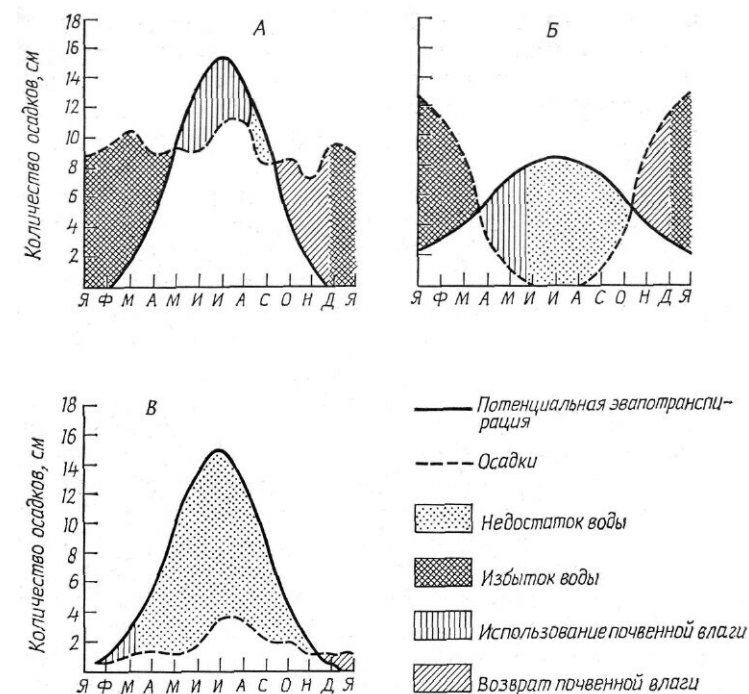 А
Количество осадков, см
18
16
14
12
10
8
6
4
2
Я Ф М А М И И А С О Н Д Я
Б
Я Ф М А М И И А С О Н Д Я
В
Количество осадков, см
18
16
14
12
10
8
6
4
2
Я Ф М А М И И А С О Н Д Я
Потенциальная эвапотранспи-
рация
Осадки
Недостаток воды
Избыток воды
Использование почвенной влаги
Возврат почвенной влаги